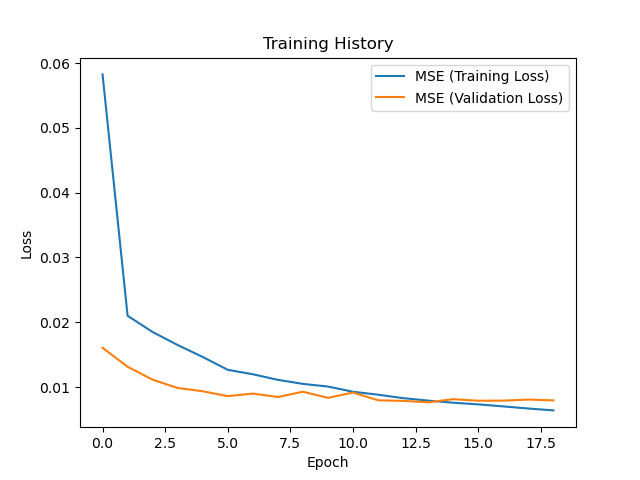 Training History
MSE (Training Loss)
MSE (Validation Loss)
Loss
0.06
0.05
0.04
0.03
0.02
0.01
0.0 2.5 5.0 7.5 10.0 12.5 15.0 17.5
Epoch